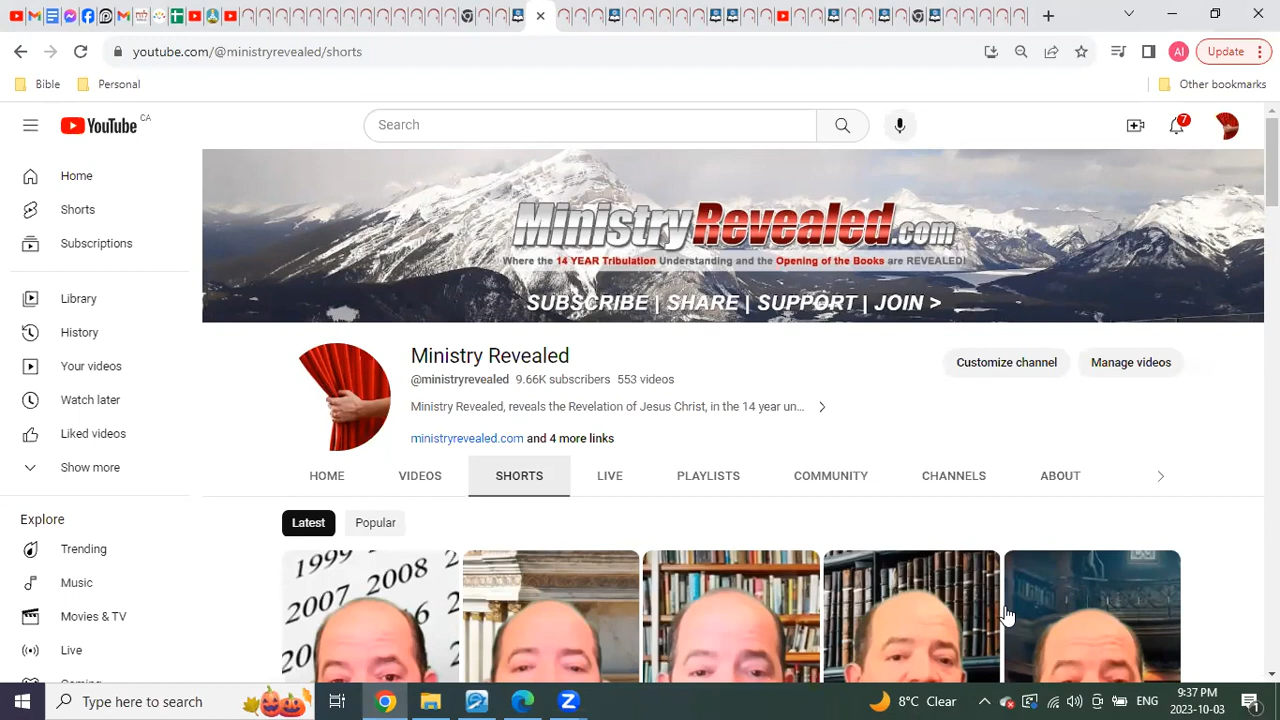 youtube.com/@ministryrevealed/shorts
AI
Update
Bible
Personal
Other bookmarks
YouTube
CA
Search
7
Home
Shorts
Subscriptions
Library
History
Your videos
Watch later
Liked videos
Show more
Explore
Trending
Music
Movies & TV
Live
MinistryRevealed.com
Where the 14 YEAR Tribulation Understanding and the Opening of the Books are REVEALED!
SUBSCRIBE | SHARE | SUPPORT | JOIN >
Ministry Revealed
@ministryrevealed 9.66K subscribers 553 videos
Ministry Revealed, reveals the Revelation of Jesus Christ, in the 14 year un...
ministryrevealed.com and 4 more links
Customize channel
Manage videos
HOME
VIDEOS
SHORTS
LIVE
PLAYLISTS
COMMUNITY
CHANNELS
ABOUT
Latest
Popular
1999
2007 2008
Type here to search
8°C Clear
ENG
9:37 PM
2023-10-03
1